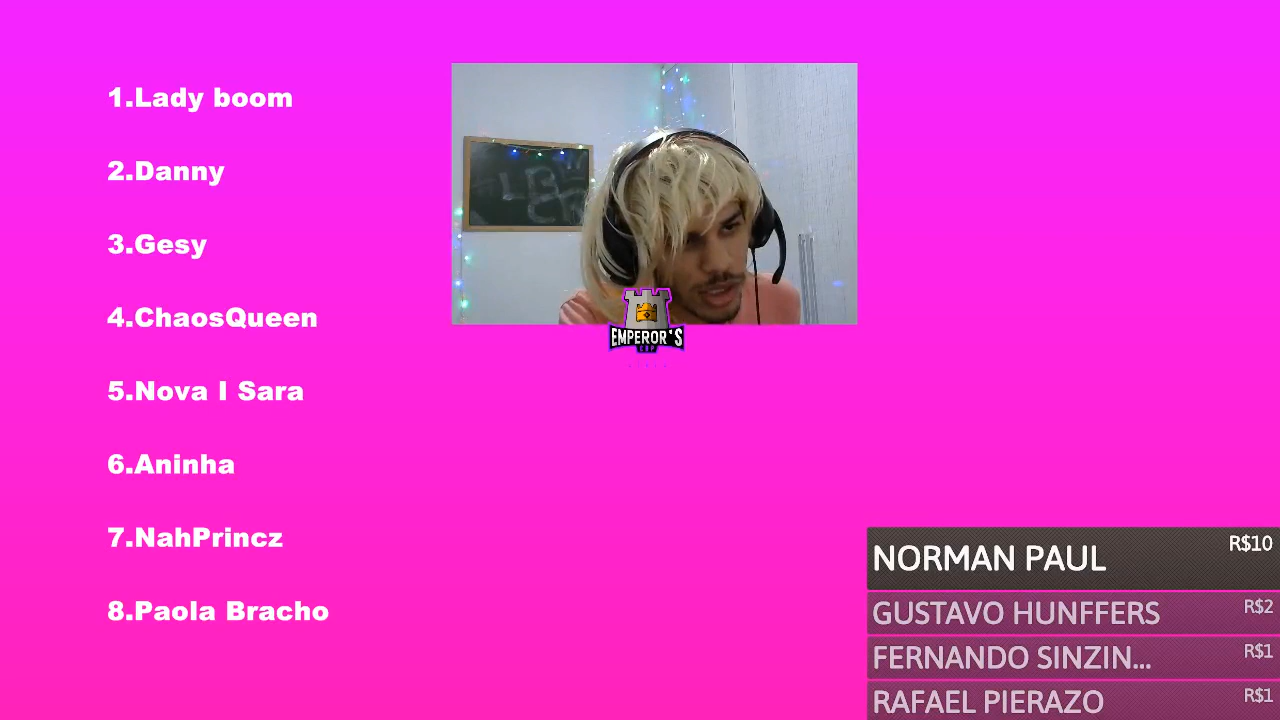 1.Lady boom
2.Danny
3.Gesy
4.ChaosQueen
5.Nova I Sara
6.Aninha
7.NahPrincz
8.Paola Bracho
EMPEROR'S
CUP
NORMAN PAUL R$10
GUSTAVO HUNFFERS R$2
FERNANDO SINZIN... R$1
RAFAEL PIERAZO R$1